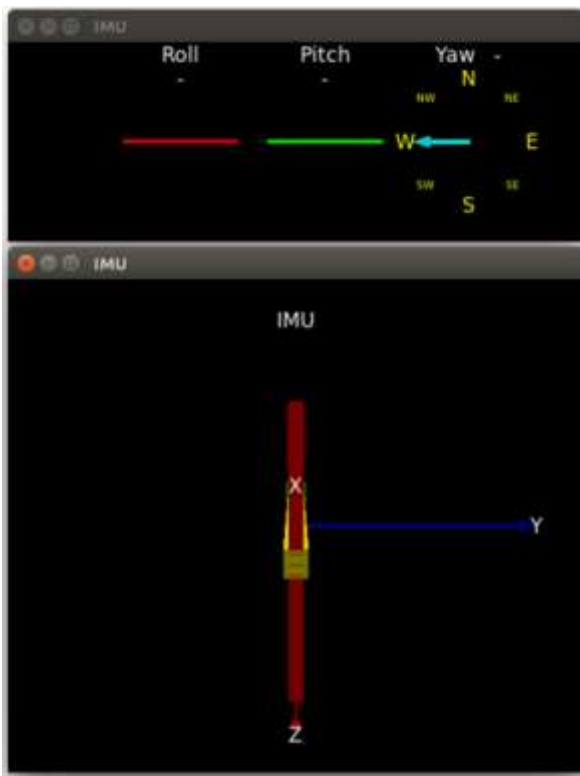 IMU
Roll Pitch Yaw -
- -
N
NW NE
W E
SW SE
S
IMU
IMU
X
Y
Z